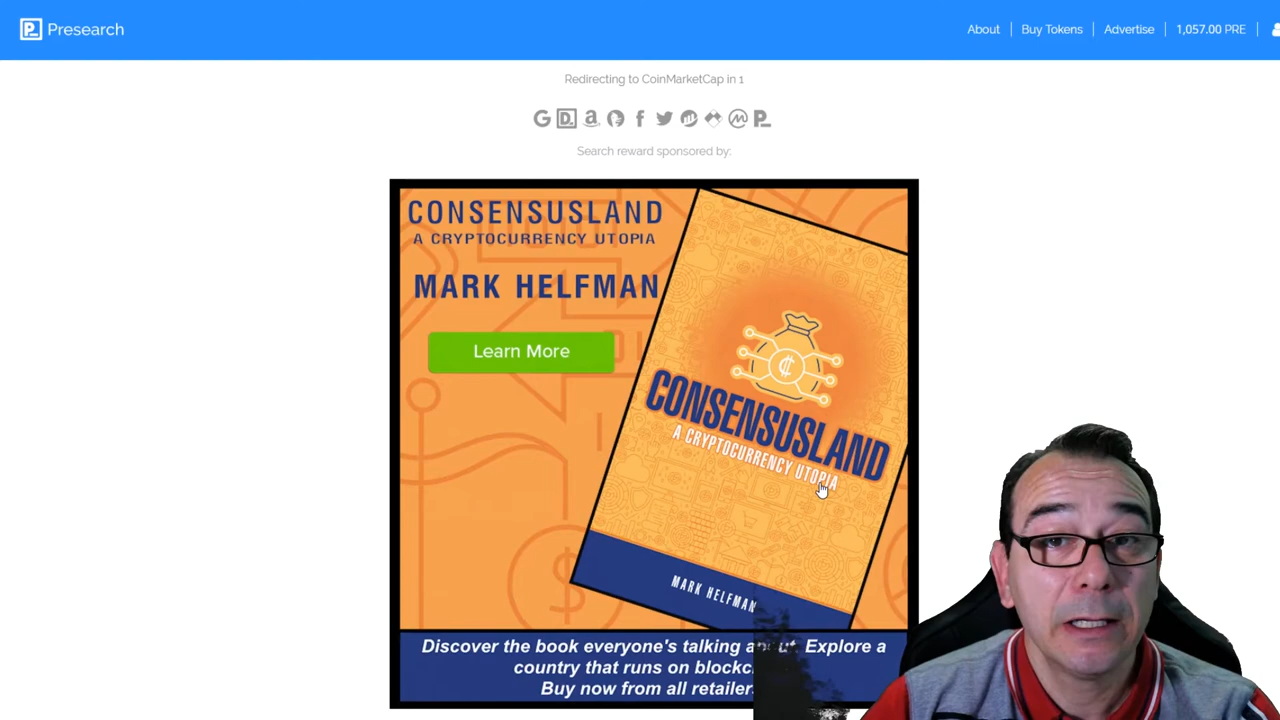 Presearch
About
Buy Tokens
Advertise
1,057.00 PRE
Redirecting to CoinMarketCap in 1
Search reward sponsored by:
CONSENSUSLAND
A CRYPTOCURRENCY UTOPIA
MARK HELFMAN
Learn More
CONSENSUSLAND
A CRYPTOCURRENCY UTOPIA
MARK HELFMAN
Discover the book everyone's talking about. Explore a
country that runs on
Buy now from all